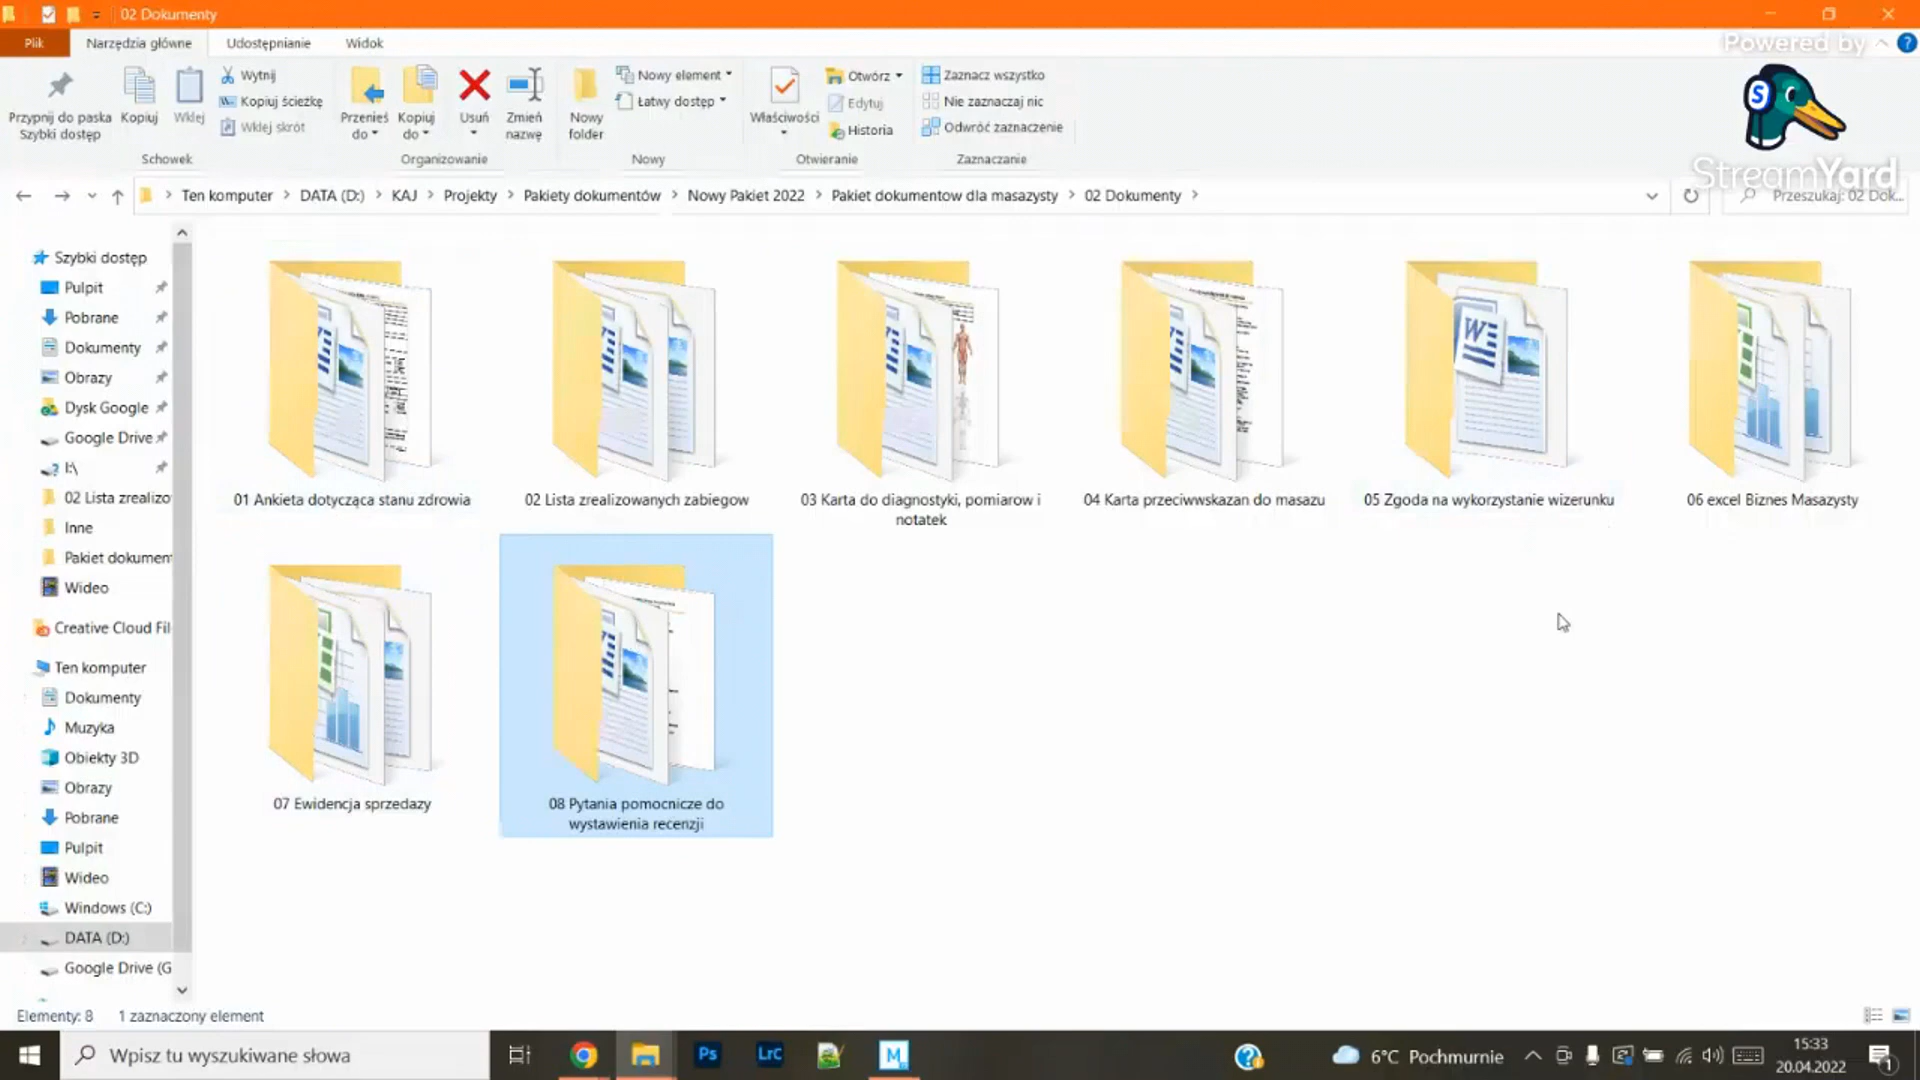 02 Dokumenty
Plik
Narzędzia główne
Udostępnianie
Widok
Powered by
Przypnij do paska
Szybki dostęp
Kopiuj
Wklej
Wytnij
Kopiuj ścieżkę
Wklej skrót
Schowek
Przenieś
do
Kopiuj
do
Usuń
Zmień
nazwę
Organizowanie
Nowy
folder
Nowy element
Łatwy dostęp
Nowy
Właściwości
Otwórz
Edytuj
Historia
Otwieranie
Zaznacz wszystko
Nie zaznaczaj nic
Odwróć zaznaczenie
Zaznaczanie
S
StreamYard
Ten komputer
DATA (D:)
KAJ
Projekty
Pakiety dokumentów
Nowy Pakiet 2022
Pakiet dokumentow dla masazysty
02 Dokumenty
Przeszukaj: 02 Dok...
Szybki dostęp
Pulpit
Pobrane
Dokumenty
Obrazy
Dysk Google
Google Drive
I:\
02 Lista zrealizo
Inne
Pakiet dokument
Wideo
Creative Cloud Fil
Ten komputer
Dokumenty
Muzyka
Obiekty 3D
Obrazy
Pobrane
Pulpit
Wideo
Windows (C:)
DATA (D:)
Google Drive (G
01 Ankieta dotycząca stanu zdrowia
02 Lista zrealizowanych zabiegow
03 Karta do diagnostyki, pomiarow i
notatek
04 Karta przeciwwskazan do masazu
05 Zgoda na wykorzystanie wizerunku
06 excel Biznes Masazysty
07 Ewidencja sprzedazy
08 Pytania pomocnicze do
wystawienia recenzji
Elementy: 8
1 zaznaczony element
Wpisz tu wyszukiwane słowa
Ps
LrC
M
6°C Pochmurnie
15:33
20.04.2022
1